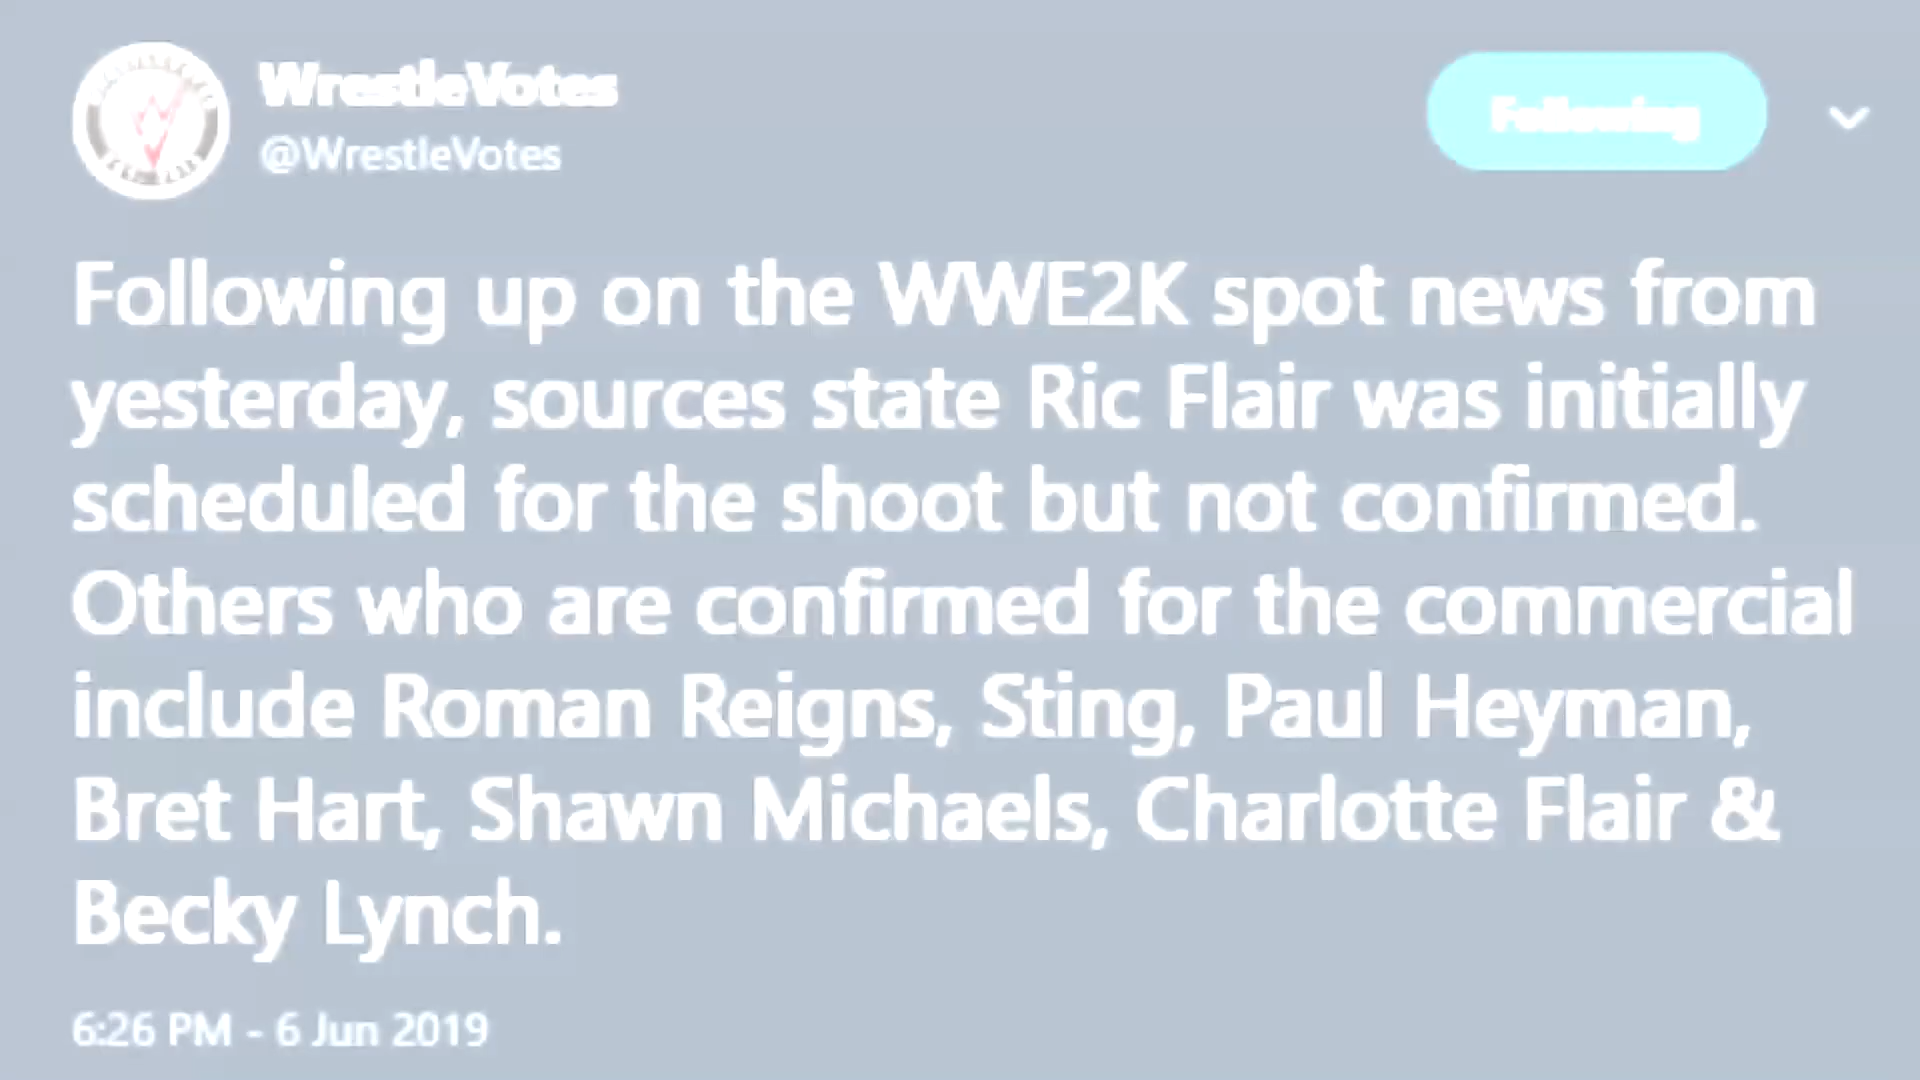 WrestleVotes
@WrestleVotes
Following
Following up on the WWE2K spot news from
yesterday, sources state Ric Flair was initially
scheduled for the shoot but not confirmed.
Others who are confirmed for the commercial
include Roman Reigns, Sting, Paul Heyman,
Bret Hart, Shawn Michaels, Charlotte Flair &
Becky Lynch.
6:26 PM - 6 Jun 2019